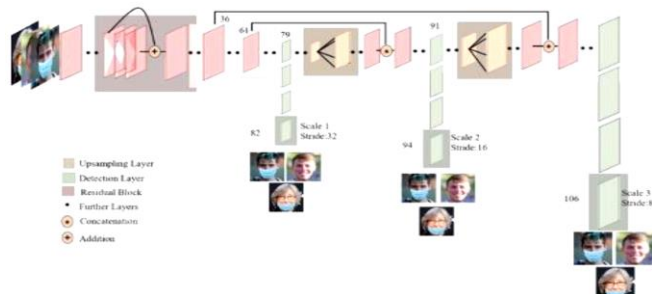 36
61
79
91
82
Scale 1
Stride:32
94
Scale 2
Stride:16
106
Scale 3
Stride:8
Upsampling Layer
Detection Layer
Residual Block
Further Layers
Concatenation
Addition